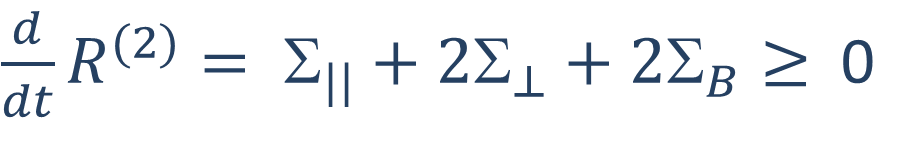 d/dt R⁽²⁾ = Σ_{||} + 2Σ_⊥ + 2Σ_B ≥ 0